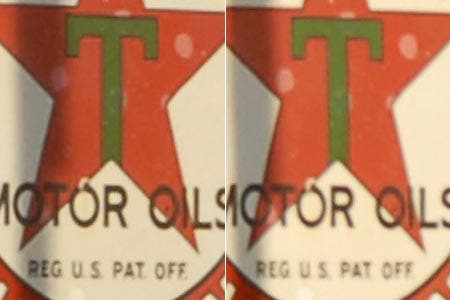 T T
MOTOR OILS MOTOR OILS
REG. U.S. PAT. OFF. REG. U.S. PAT. OFF.